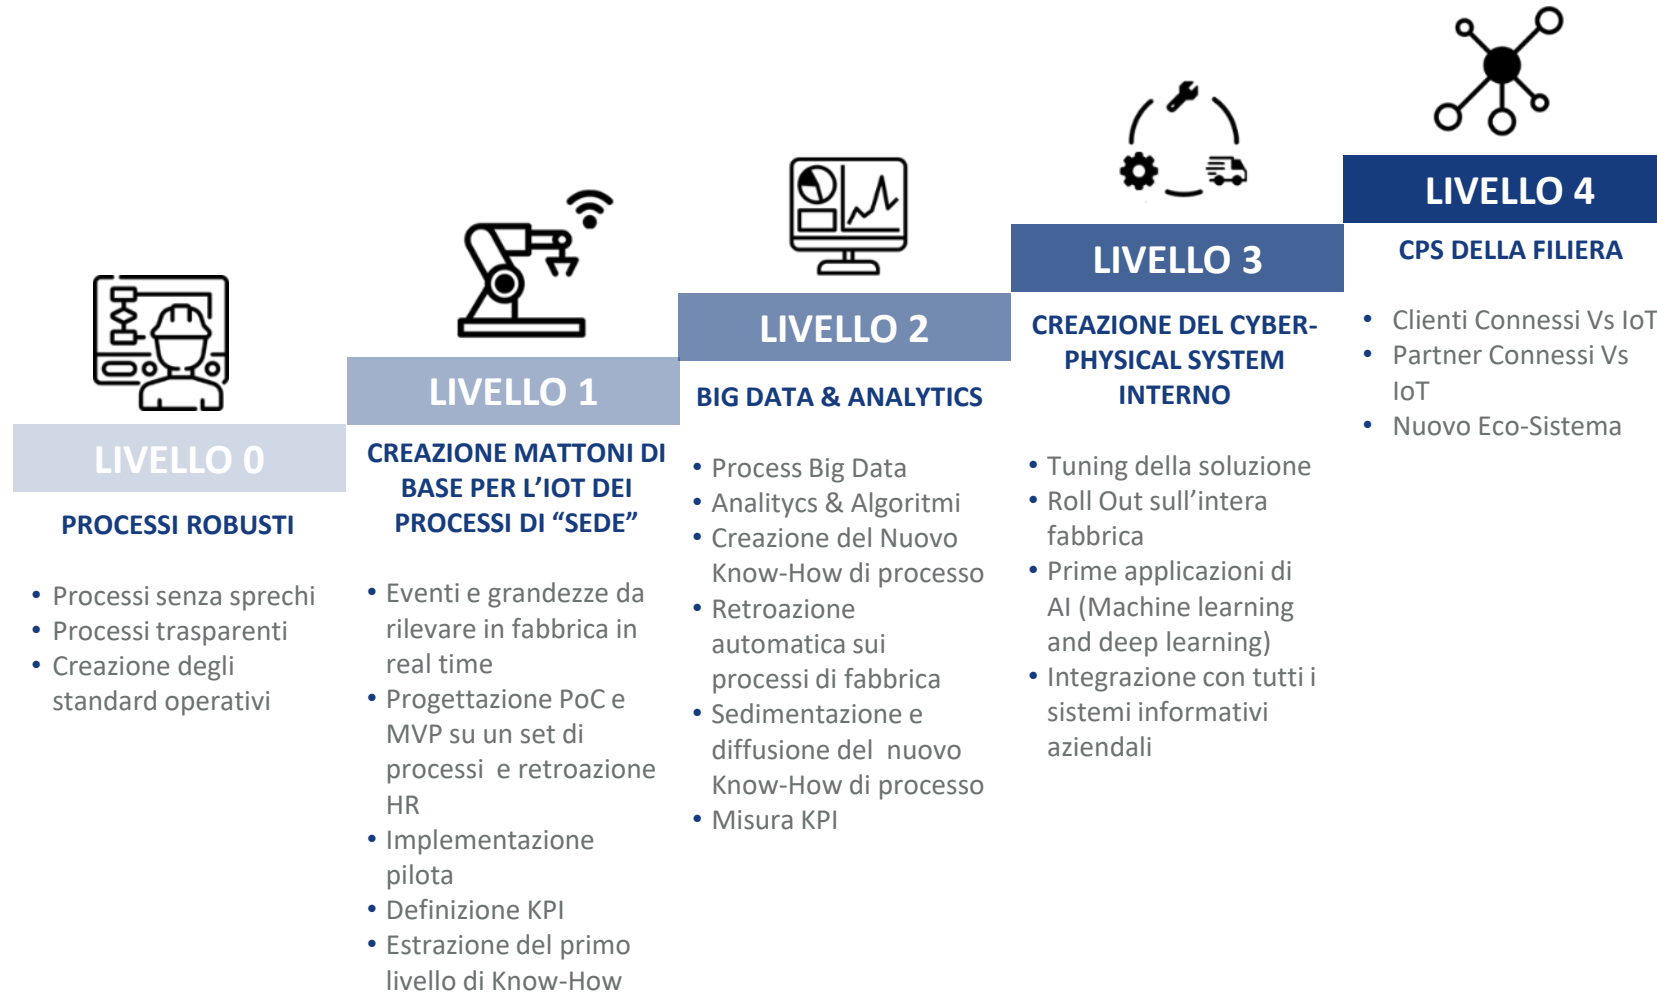 LIVELLO 0
PROCESSI ROBUSTI
• Processi senza sprechi
• Processi trasparenti
• Creazione degli
standard operativi
LIVELLO 1
CREAZIONE MATTONI DI
BASE PER L’IOT DEI
PROCESSI DI “SEDE”
• Eventi e grandezze da
rilevare in fabbrica in
real time
• Progettazione PoC e
MVP su un set di
processi e retroazione
HR
• Implementazione
pilota
• Definizione KPI
• Estrazione del primo
livello di Know-How
LIVELLO 2
BIG DATA & ANALYTICS
• Process Big Data
• Analitycs & Algoritmi
• Creazione del Nuovo
Know-How di processo
• Retroazione
automatica sui
processi di fabbrica
• Sedimentazione e
diffusione del nuovo
Know-How di processo
• Misura KPI
LIVELLO 3
CREAZIONE DEL CYBER-
PHYSICAL SYSTEM
INTERNO
• Tuning della soluzione
• Roll Out sull’intera
fabbrica
• Prime applicazioni di
AI (Machine learning
and deep learning)
• Integrazione con tutti i
sistemi informativi
aziendali
LIVELLO 4
CPS DELLA FILIERA
• Clienti Connessi Vs IoT
• Partner Connessi Vs
IoT
• Nuovo Eco-Sistema